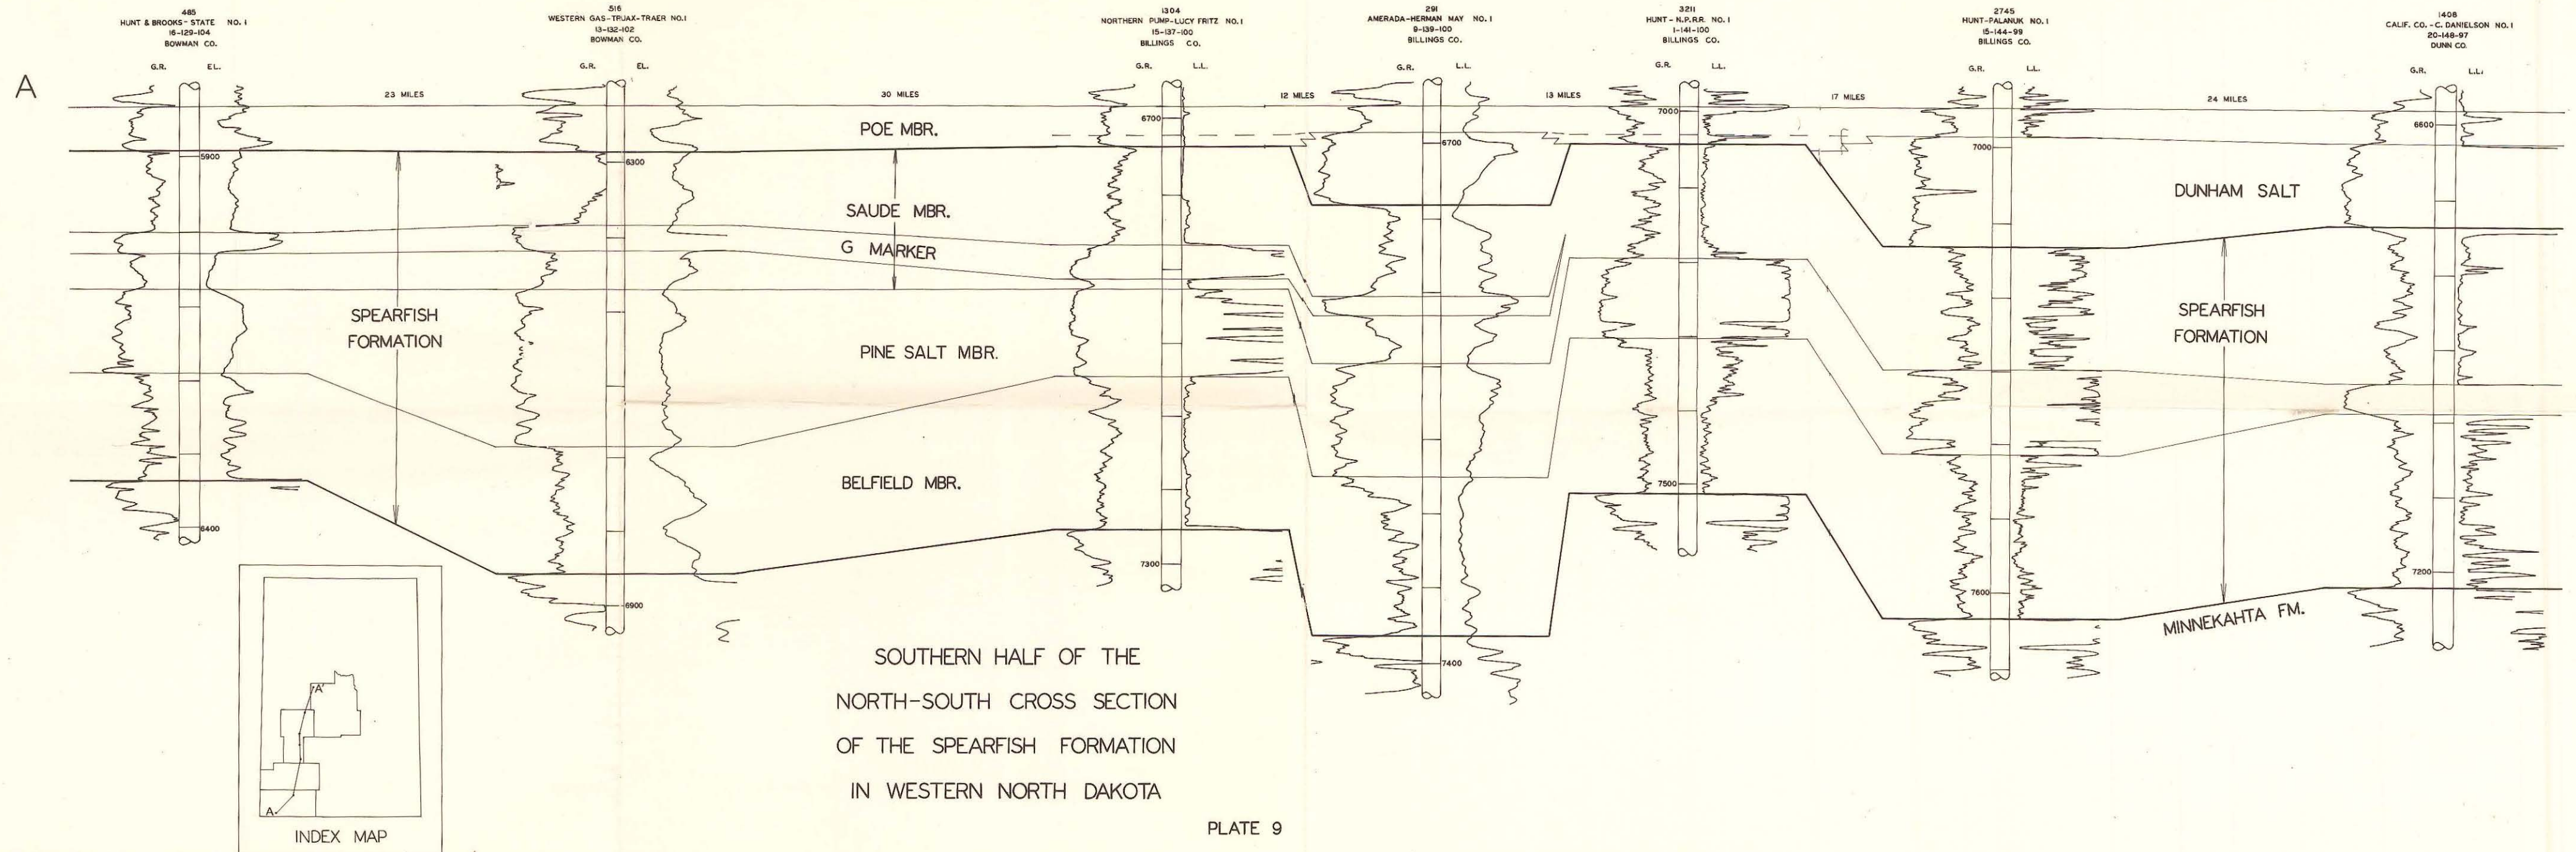 485
HUNT & BROOKS-STATE NO. 1
16-129-104
BOWMAN CO.
G.R. EL.
516
WESTERN GAS-TRUAX-TRAER NO.1
13-132-102
BOWMAN CO.
G.R. EL.
1304
NORTHERN PUMP-LUCY FRITZ NO.1
15-137-100
BILLINGS CO.
G.R. L.L.
291
AMERADA-HERMAN MAY NO. 1
9-139-100
BILLINGS CO.
G.R. L.L.
3211
HUNT-N.P.R.R. NO. 1
1-141-100
BILLINGS CO.
G.R. L.L.
2745
HUNT-PALANUK NO. 1
15-144-99
BILLINGS CO.
G.R. L.L.
1408
CALIF. CO.-C. DANIELSON NO. 1
20-148-97
DUNN CO.
G.R. L.L.
A
23 MILES
30 MILES
12 MILES
13 MILES
17 MILES
24 MILES
5900
6400
6300
6900
6700
7300
6700
7400
7000
7500
7000
7600
6600
7200
POE MBR.
SAUDE MBR.
G MARKER
PINE SALT MBR.
BELFIELD MBR.
SPEARFISH
FORMATION
DUNHAM SALT
SPEARFISH
FORMATION
MINNEKAHTA FM.
SOUTHERN HALF OF THE
NORTH-SOUTH CROSS SECTION
OF THE SPEARFISH FORMATION
IN WESTERN NORTH DAKOTA
PLATE 9
A'
A
INDEX MAP